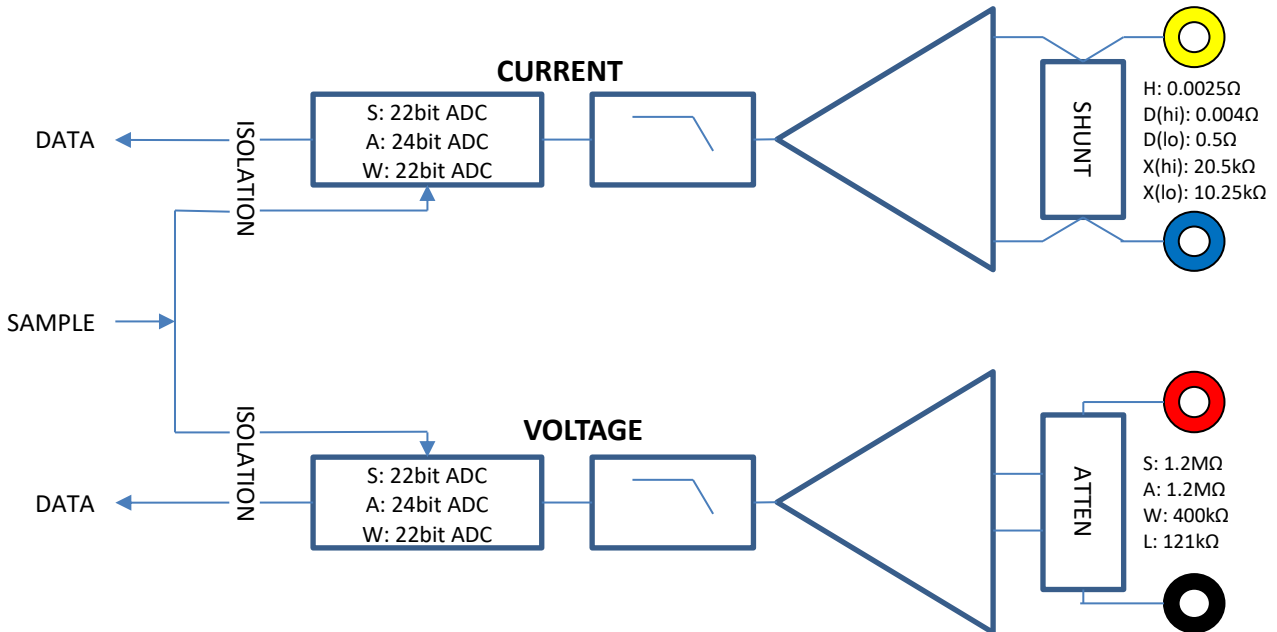 CURRENT
S: 22bit ADC
A: 24bit ADC
W: 22bit ADC
DATA
ISOLATION
SHUNT
H: 0.0025Ω
D(hi): 0.004Ω
D(lo): 0.5Ω
X(hi): 20.5kΩ
X(lo): 10.25kΩ
SAMPLE
VOLTAGE
S: 22bit ADC
A: 24bit ADC
W: 22bit ADC
DATA
ISOLATION
ATTEN
S: 1.2MΩ
A: 1.2MΩ
W: 400kΩ
L: 121kΩ